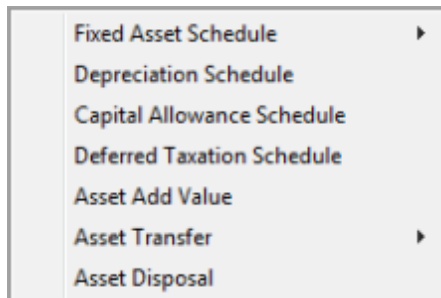 Fixed Asset Schedule
Depreciation Schedule
Capital Allowance Schedule
Deferred Taxation Schedule
Asset Add Value
Asset Transfer
Asset Disposal